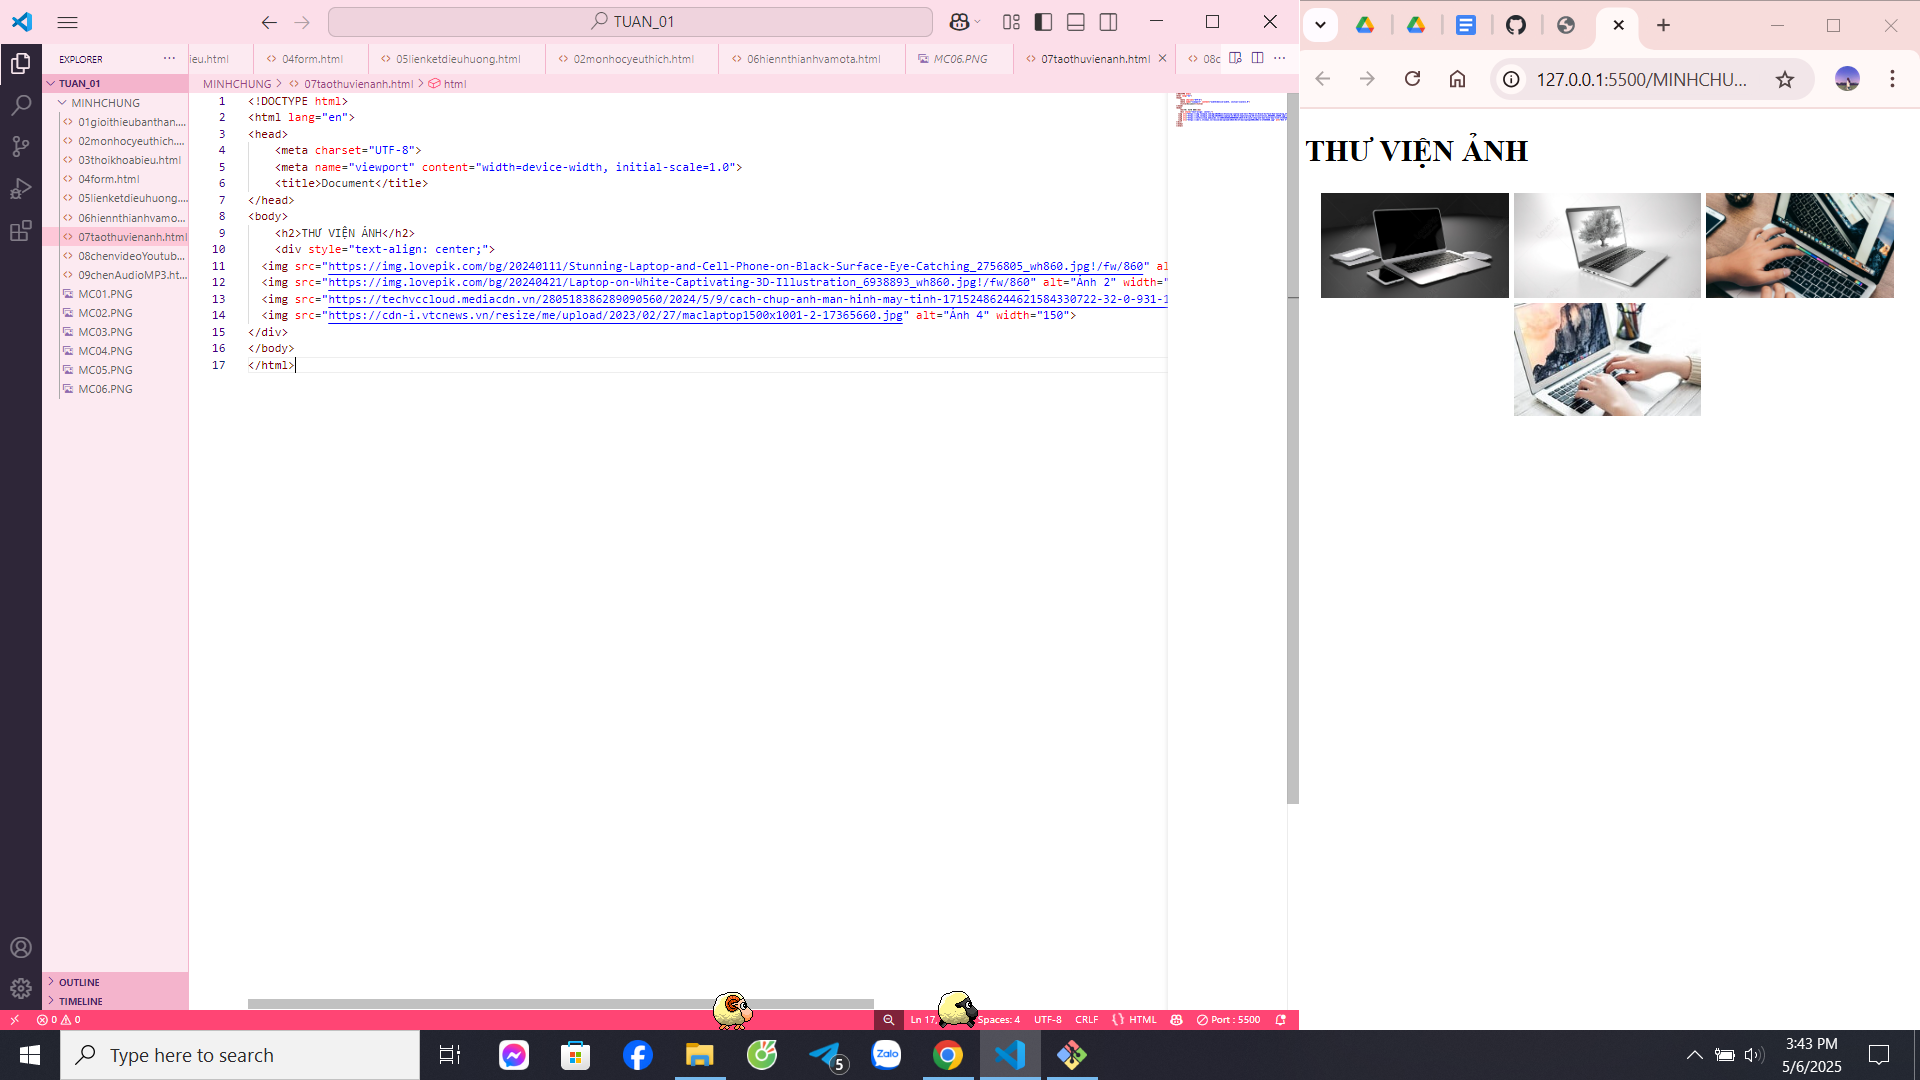 TUAN_01
127.0.0.1:5500/MINHCHU...
EXPLORER
ieu.html
04form.html
05lienketdieuhuong.html
02monhocyeuthich.html
06hiennthianhvamota.html
MC06.PNG
07taothuvienanh.html
08c
TUAN_01
MINHCHUNG
01gioithieubanthan....
02monhocyeuthich....
03thoikhoabieu.html
04form.html
05lienketdieuhuong....
06hiennthianhvamo...
07taothuvienanh.html
08chenvideoYoutub...
09chenAudioMP3.ht...
MC01.PNG
MC02.PNG
MC03.PNG
MC04.PNG
MC05.PNG
MC06.PNG
OUTLINE
TIMELINE
MINHCHUNG > 07taothuvienanh.html > html
1 <!DOCTYPE html>
2 <html lang="en">
3 <head>
4 <meta charset="UTF-8">
5 <meta name="viewport" content="width=device-width, initial-scale=1.0">
6 <title>Document</title>
7 </head>
8 <body>
9 <h2>THƯ VIỆN ẢNH</h2>
10 <div style="text-align: center;">
11 <img src="https://img.lovepik.com/bg/20240111/Stunning-Laptop-and-Cell-Phone-on-Black-Surface-Eye-Catching_2756805_wh860.jpg!/fw/860" al
12 <img src="https://img.lovepik.com/bg/20240421/Laptop-on-White-Captivating-3D-Illustration_6938893_wh860.jpg!/fw/860" alt="Ảnh 2" width="
13 <img src="https://techvccloud.mediacdn.vn/280518386289090560/2024/5/9/cach-chup-anh-man-hinh-may-tinh-17152486244621584330722-32-0-931-1
14 <img src="https://cdn-i.vtcnews.vn/resize/me/upload/2023/02/27/maclaptop1500x1001-2-17365660.jpg" alt="Ảnh 4" width="150">
15 </div>
16 </body>
17 </html>
THƯ VIỆN ẢNH
0 0
Ln 17,
Spaces: 4
UTF-8
CRLF
HTML
Port : 5500
Type here to search
5
Zalo
3:43 PM
5/6/2025